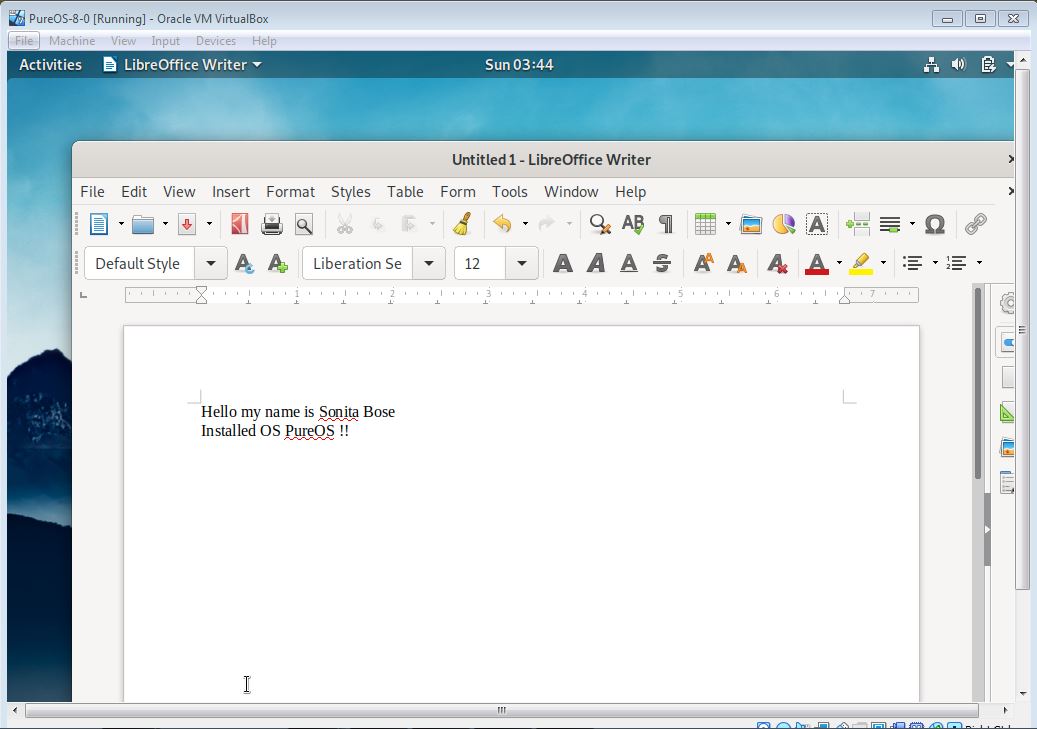 PureOS-8-0 [Running] - Oracle VM VirtualBox
File Machine View Input Devices Help
Activities LibreOffice Writer Sun 03:44
Untitled 1 - LibreOffice Writer
File Edit View Insert Format Styles Table Form Tools Window Help
Default Style Liberation Se 12
1 2 3 4 5 6 7
Hello my name is Sonita Bose
Installed OS PureOS !!